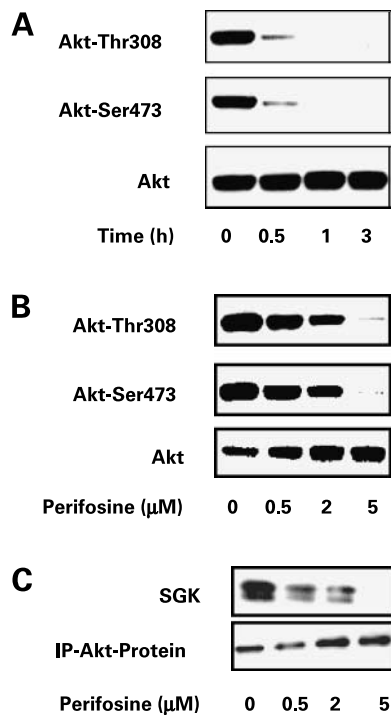 A
Akt-Thr308
Akt-Ser473
Akt
Time (h) 0 0.5 1 3
B
Akt-Thr308
Akt-Ser473
Akt
Perifosine (μM) 0 0.5 2 5
C
SGK
IP-Akt-Protein
Perifosine (μM) 0 0.5 2 5